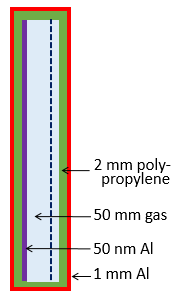 2 mm poly-
propylene
50 mm gas
50 nm Al
1 mm Al